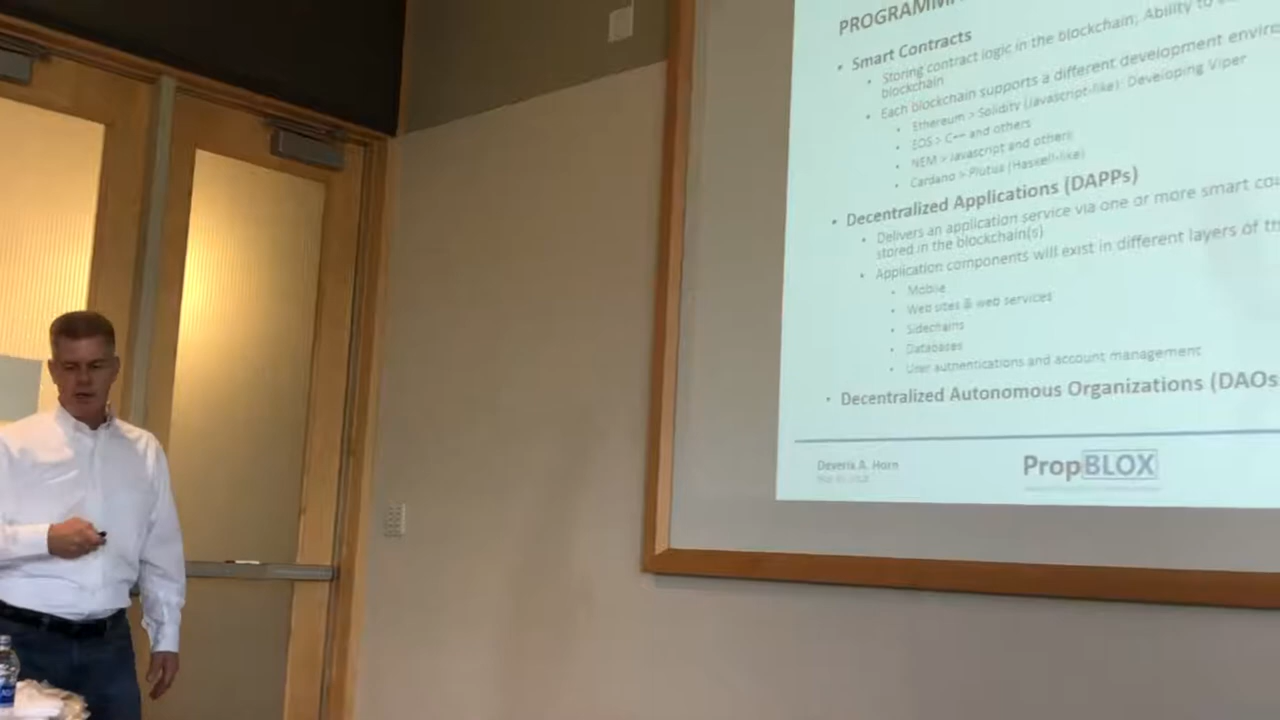 PROGRAMM
• Smart Contracts
• Storing contract logic in the blockchain; Ability to
blockchain
• Each blockchain supports a different development enviro
• Ethereum > Solidity (Javascript-like); Developing Viper
• EOS > C++ and others
• NEM > Javascript and others
• Cardano > Plutus (Haskell-like)
• Decentralized Applications (DAPPs)
• Delivers an application service via one or more smart co
stored in the blockchain(s)
• Application components will exist in different layers of th
• Mobile
• Web sites & web services
• Sidechains
• Databases
• User authentications and account management
• Decentralized Autonomous Organizations (DAOs
A. Horn
PropBLOX